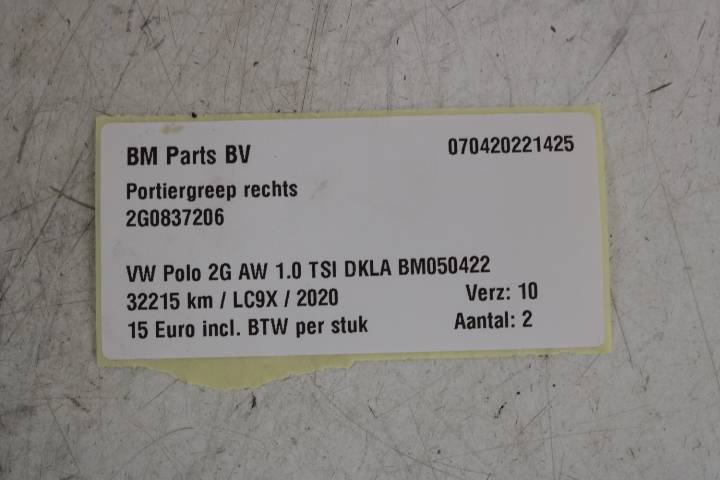 BM Parts BV 070420221425
Portiergreep rechts
2G0837206
VW Polo 2G AW 1.0 TSI DKLA BM050422
32215 km / LC9X / 2020 Verz: 10
15 Euro incl. BTW per stuk Aantal: 2